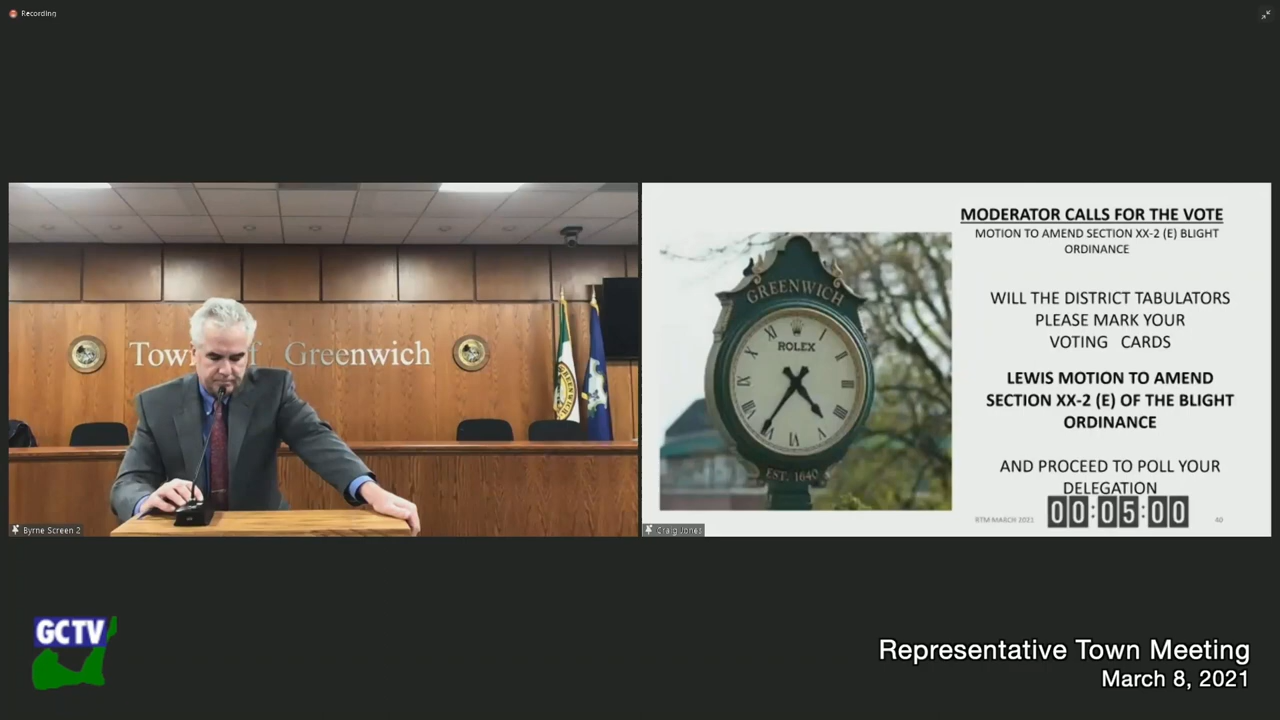 Recording
Town of Greenwich
Byrne Screen 2
MODERATOR CALLS FOR THE VOTE
MOTION TO AMEND SECTION XX-2 (E) BLIGHT
ORDINANCE
WILL THE DISTRICT TABULATORS
PLEASE MARK YOUR
VOTING CARDS
LEWIS MOTION TO AMEND
SECTION XX-2 (E) OF THE BLIGHT
ORDINANCE
AND PROCEED TO POLL YOUR
DELEGATION
00:05:00
RTM MARCH 2021
40
GREENWICH
ROLEX
EST. 1640
Craig Jones
GCTV
Representative Town Meeting
March 8, 2021